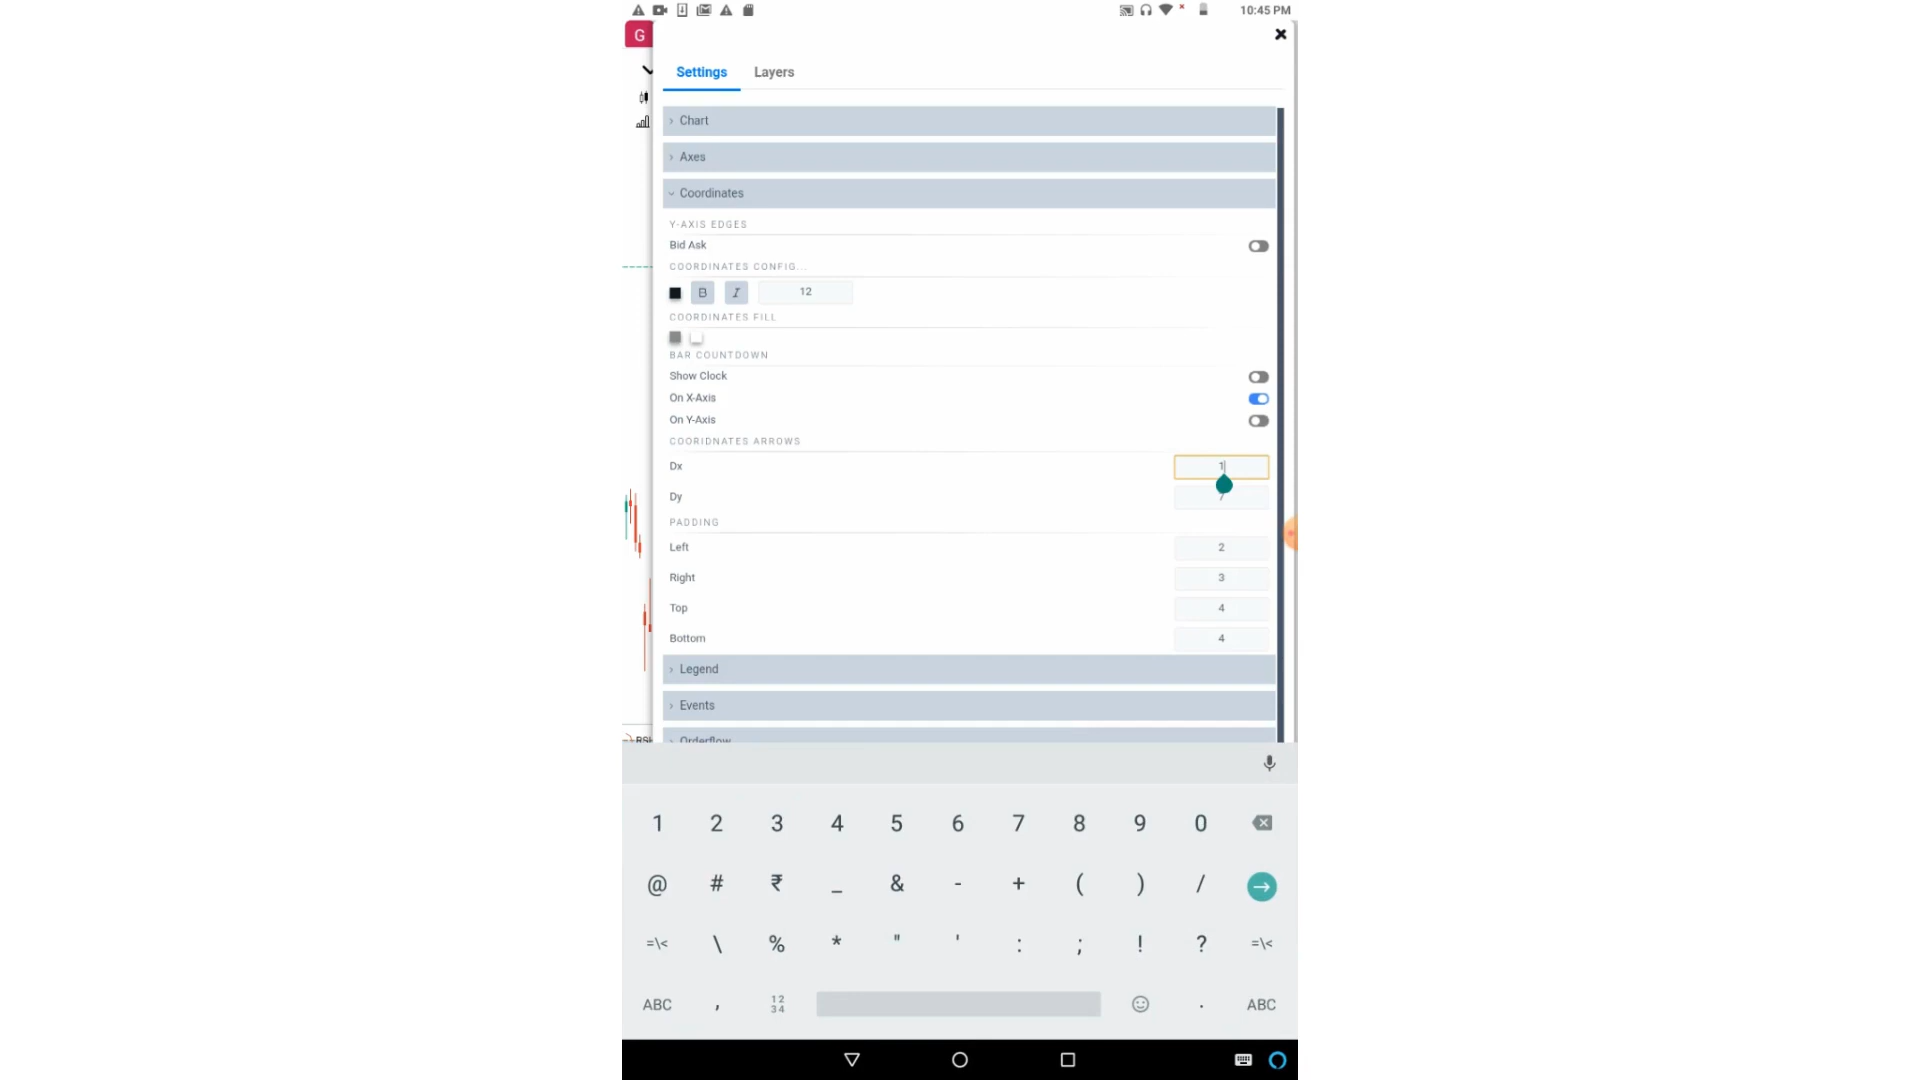 10:45 PM
G
Settings Layers
Chart
Axes
Coordinates
Y-AXIS EDGES
Bid Ask
COORDINATES CONFIG...
B I 12
COORDINATES FILL
BAR COUNTDOWN
Show Clock
On X-Axis
On Y-Axis
COORIDNATES ARROWS
Dx 1
Dy
PADDING
Left 2
Right 3
Top 4
Bottom 4
Legend
Events
Orderflow
RSI
1 2 3 4 5 6 7 8 9 0
@ # ₹ _ & - + ( ) /
=\< \ % * " ' : ; ! ? =\<
ABC , 12 34 . ABC